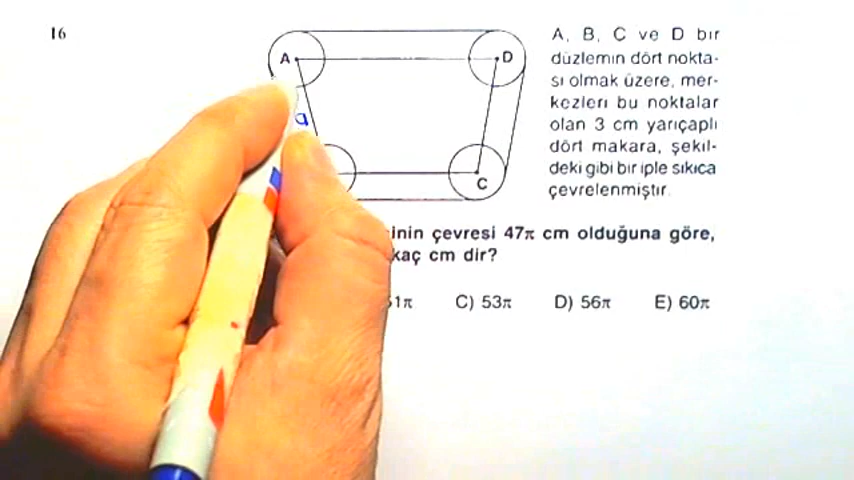 16
A, B, C ve D bir
düzlemin dört nokta-
sı olmak üzere, mer-
kezleri bu noktalar
olan 3 cm yarıçaplı
dört makara, şekil-
deki gibi bir iple sıkıca
çevrelenmiştir.
A
D
a
C
inin çevresi 47π cm olduğuna göre,
kaç cm dir?
1π C) 53π D) 56π E) 60π